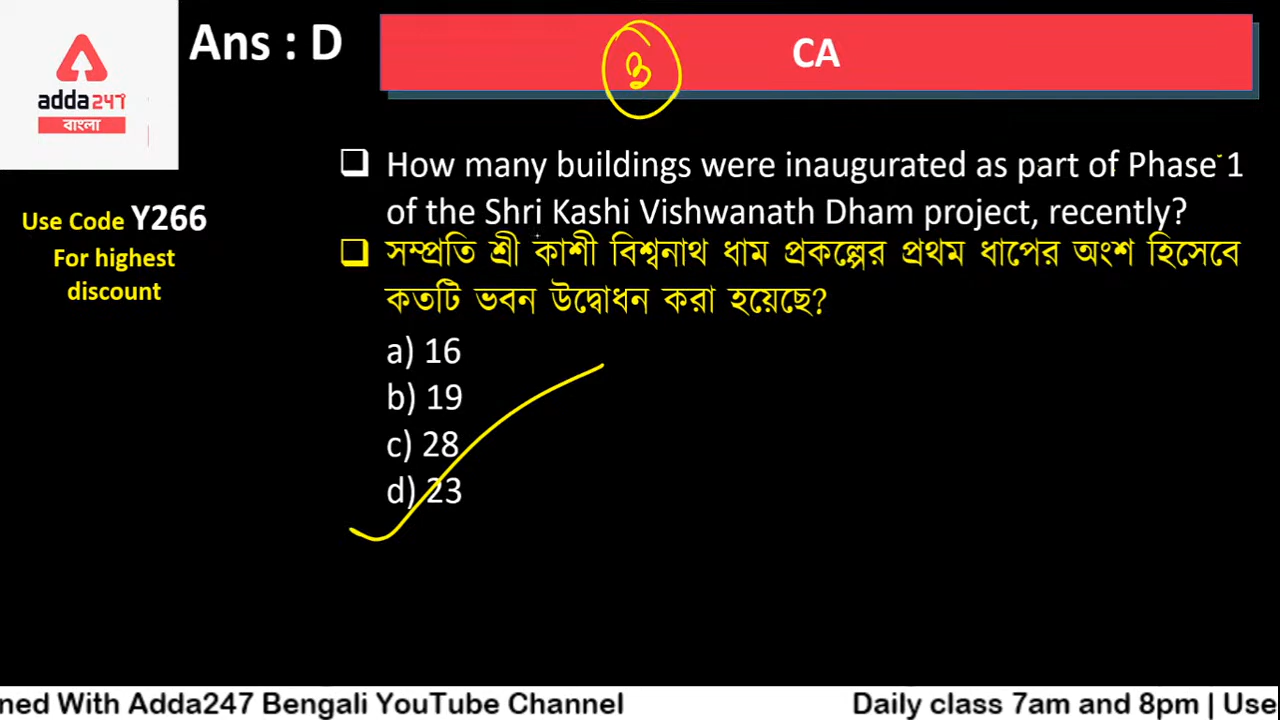 Ans : D
CA
৩
adda247
বাংলা
How many buildings were inaugurated as part of Phase 1
of the Shri Kashi Vishwanath Dham project, recently?
Use Code Y266
For highest
discount
সম্প্রতি শ্রী কাশী বিশ্বনাথ ধাম প্রকল্পের প্রথম ধাপের অংশ হিসেবে
কতটি ভবন উদ্বোধন করা হয়েছে?
a) 16
b) 19
c) 28
d) 23
ned With Adda247 Bengali YouTube Channel
Daily class 7am and 8pm | Use